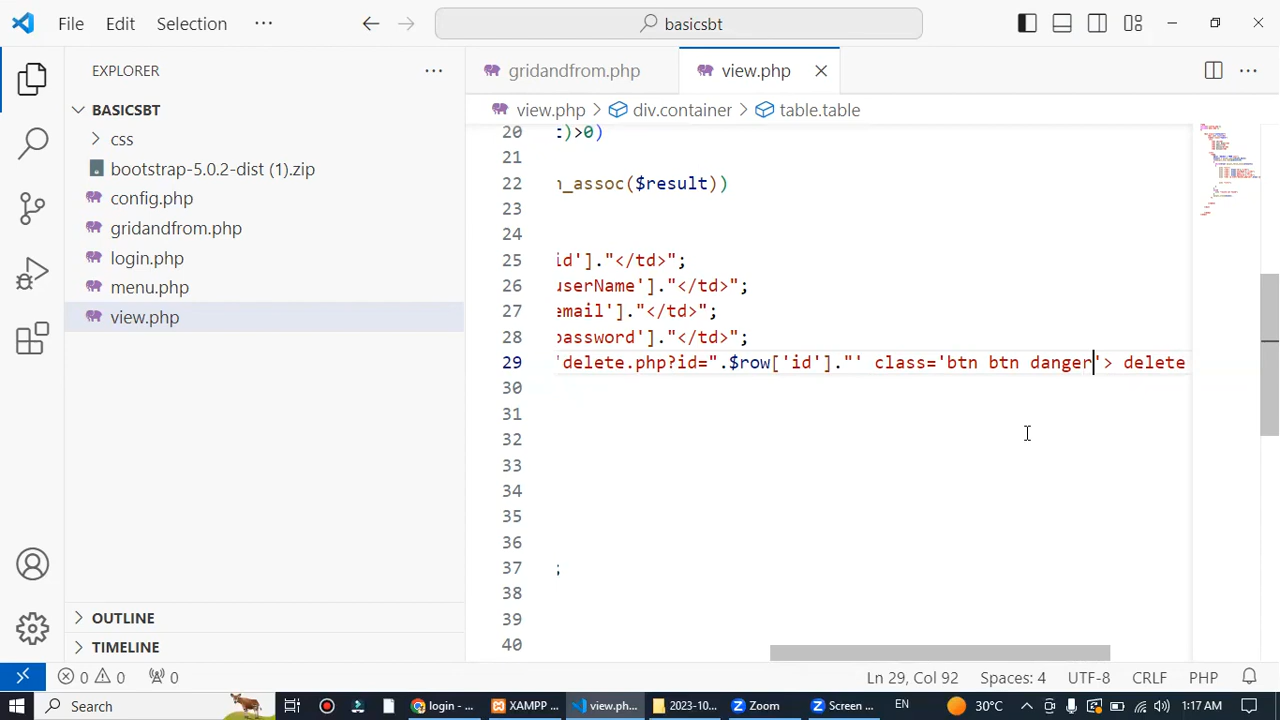 File Edit Selection ··· basicsbt
EXPLORER ···
gridandfrom.php view.php
BASICSBT
view.php > div.container > table.table
css
bootstrap-5.0.2-dist (1).zip
config.php
gridandfrom.php
login.php
menu.php
view.php
20 :)>0)
21
22 n_assoc($result))
23
24
25 id']."</td>";
26 userName']."</td>";
27 email']."</td>";
28 password']."</td>";
29 'delete.php?id=".$row['id']."' class='btn btn danger'> delete
30
31
32
33
34
35
36
37 ;
38
39
40
OUTLINE
TIMELINE
0 0 0 Ln 29, Col 92 Spaces: 4 UTF-8 CRLF PHP
Search login - ... XAMPP ... view.ph... 2023-10... Zoom Screen ... 30°C EN 1:17 AM